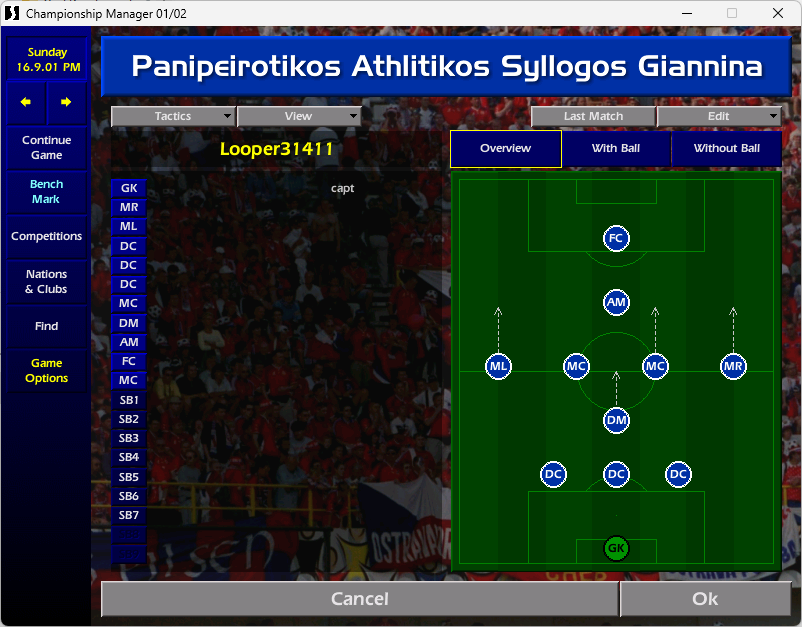 Championship Manager 01/02
Sunday
16.9.01 PM
Continue
Game
Bench
Mark
Competitions
Nations
& Clubs
Find
Game
Options
Panipeirotikos Athlitikos Syllogos Giannina
Tactics
View
Last Match
Edit
Looper31411
Overview
With Ball
Without Ball
GK capt
MR
ML
DC
DC
DC
MC
DM
AM
FC
MC
SB1
SB2
SB3
SB4
SB5
SB6
SB7
FC
AM
ML MC MC MR
DM
DC DC DC
GK
OSTRAVA
Cancel
Ok